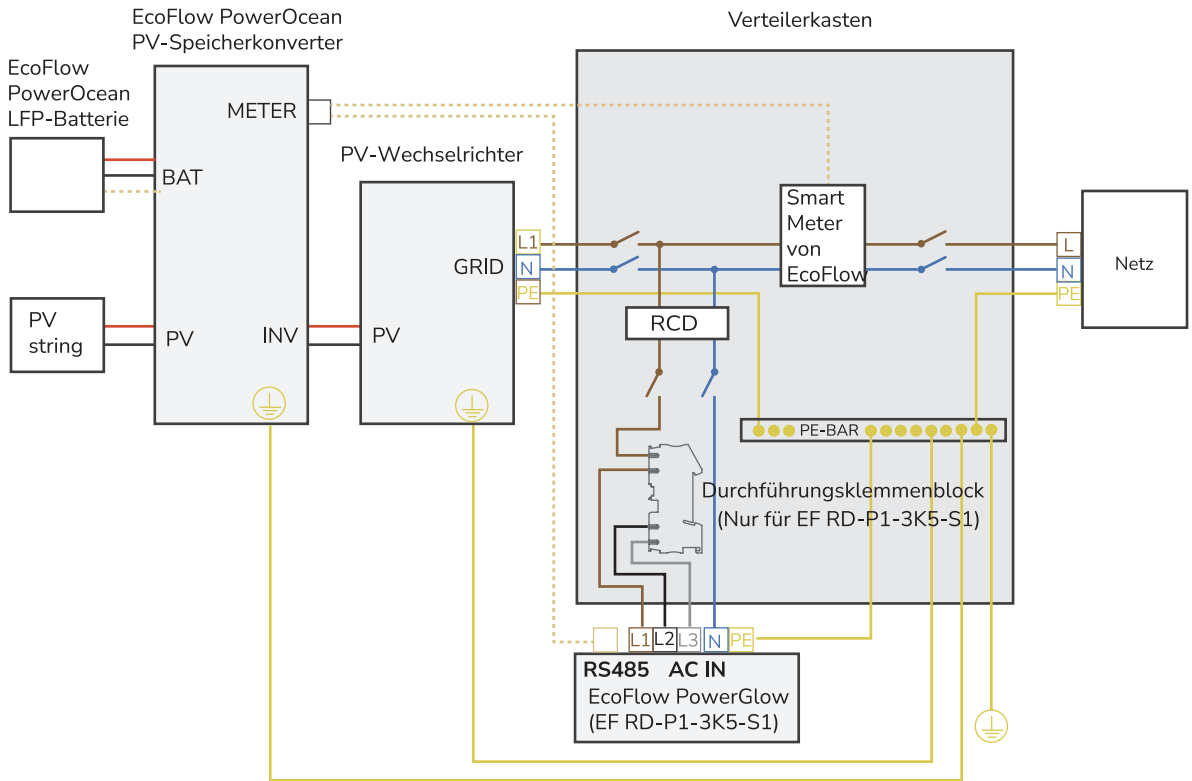 EcoFlow PowerOcean
PV-Speicherkonverter
Verteilerkasten
EcoFlow
PowerOcean
LFP-Batterie
METER
BAT
PV-Wechselrichter
Smart
Meter
von
EcoFlow
L1
N
PE
GRID
L
N
PE
Netz
PV
string
PV
INV
PV
RCD
PE-BAR
Durchführungsklemmenblock
(Nur für EF RD-P1-3K5-S1)
L1
L2
L3
N
PE
RS485 AC IN
EcoFlow PowerGlow
(EF RD-P1-3K5-S1)